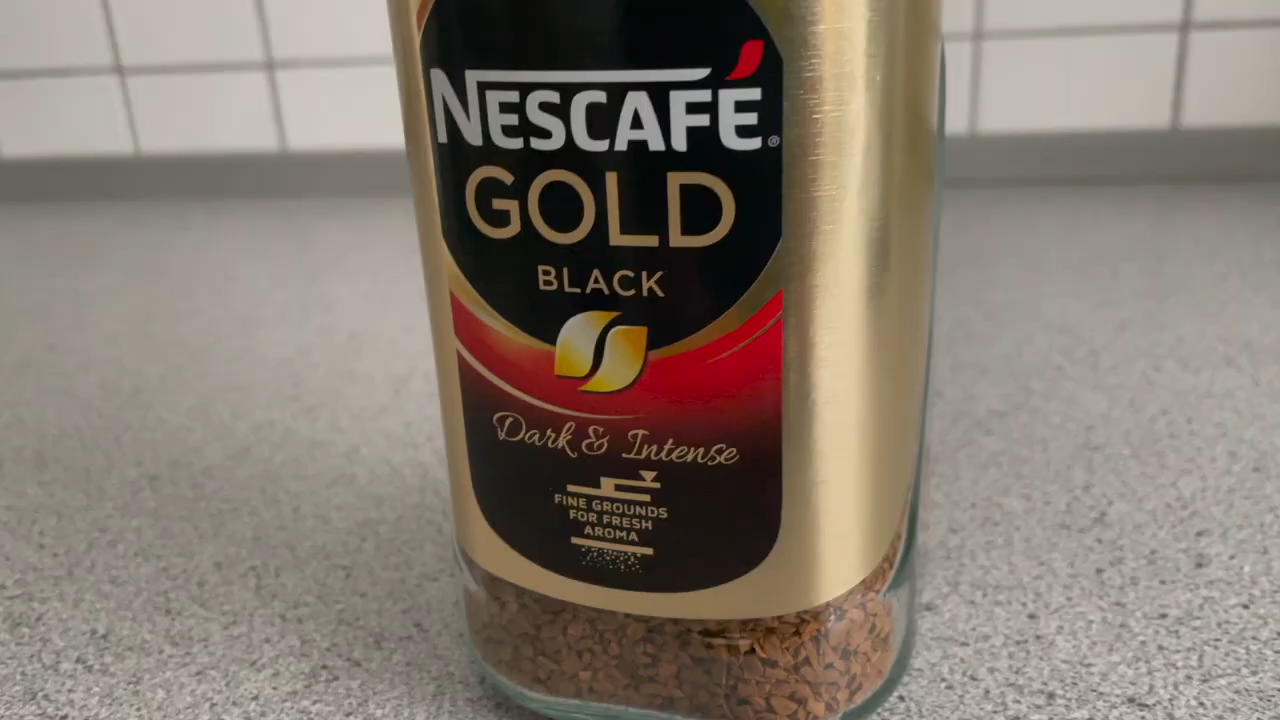 NESCAFÉ®
GOLD
BLACK
Dark & Intense
FINE GROUNDS
FOR FRESH
AROMA